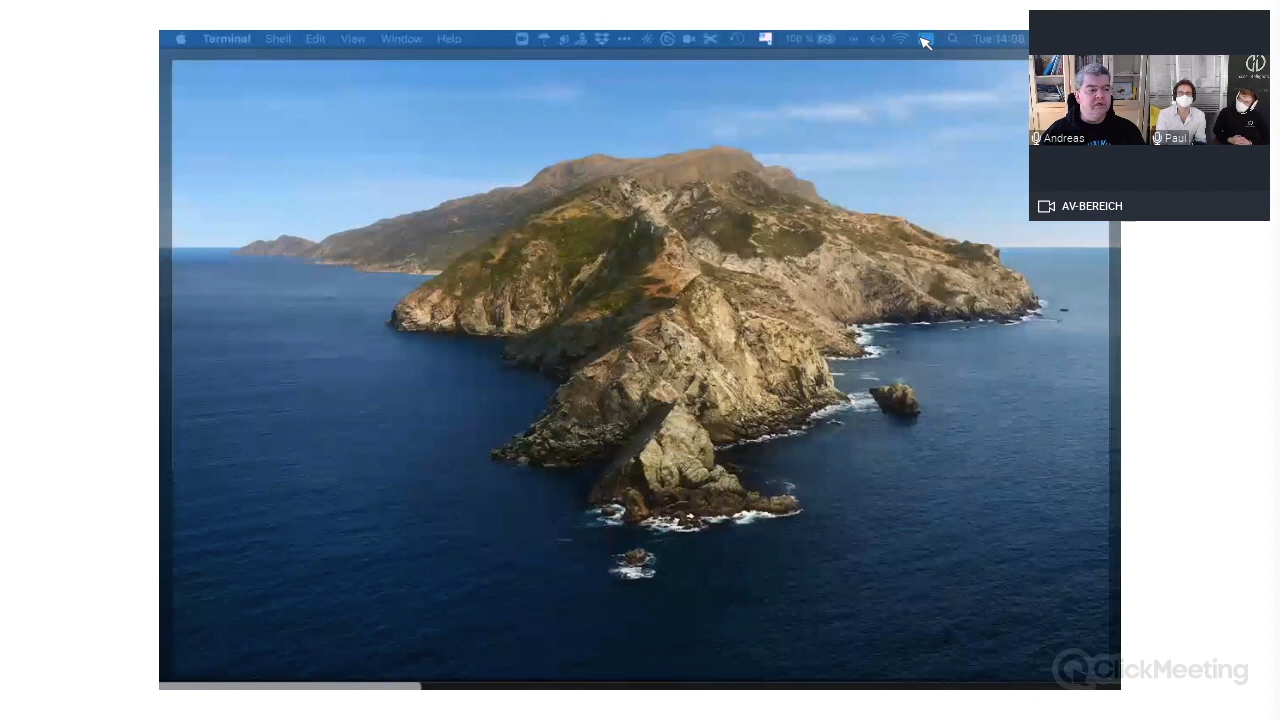 Terminal Shell Edit View Window Help 100 % Tue 14:08
Andreas
Paul
AV-BEREICH
ClickMeeting